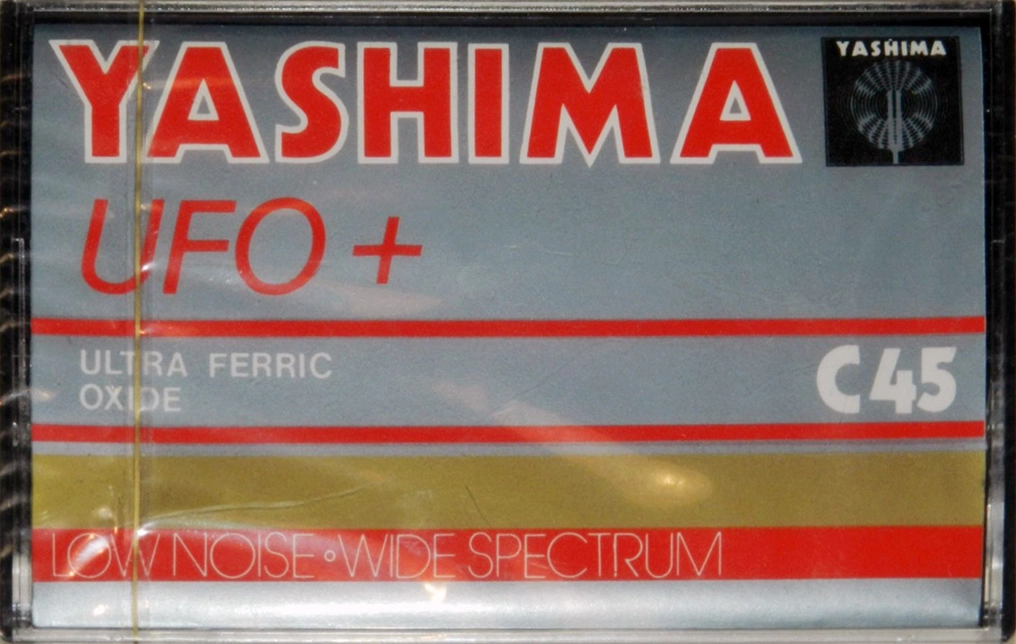 YASHIMA
YASHIMA
UFO +
ULTRA FERRIC
OXIDE
C45
LOW NOISE • WIDE SPECTRUM